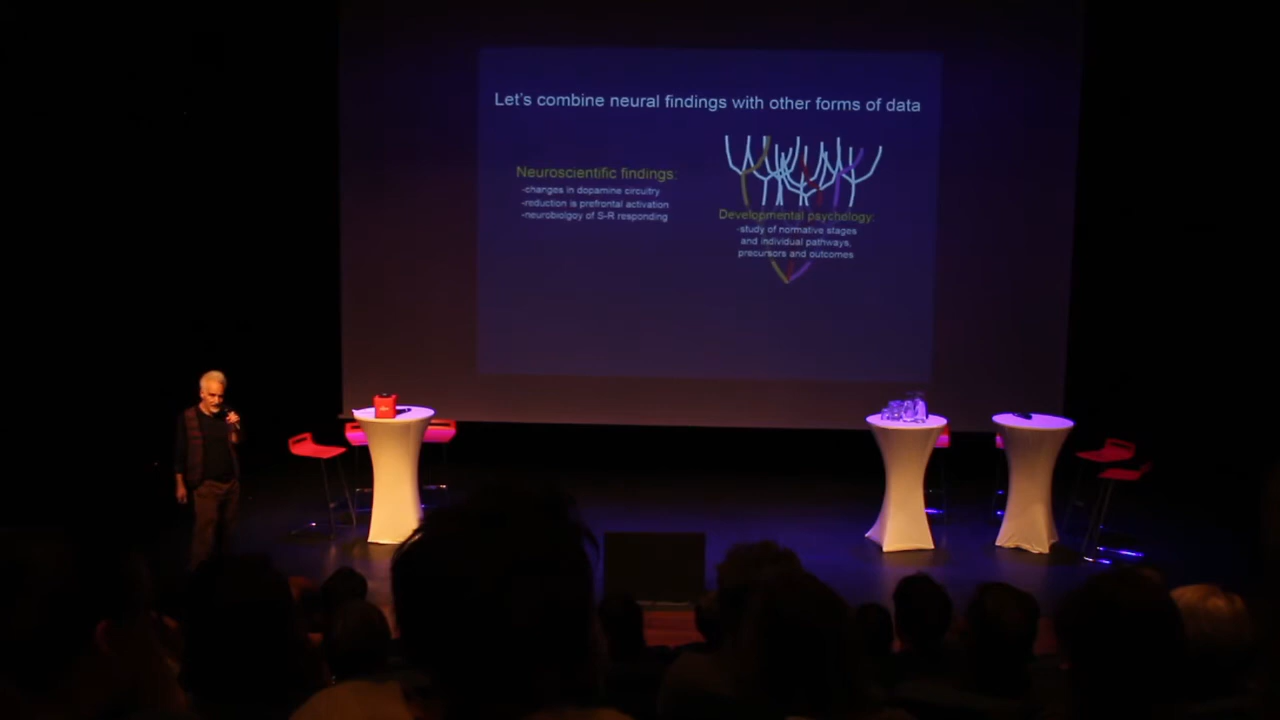 Let's combine neural findings with other forms of data
Neuroscientific findings:
-changes in dopamine circuitry
-reduction is prefrontal activation
-neurobiolgoy of S-R responding
Developmental psychology:
-study of normative stages
and individual pathways,
precursors and outcomes